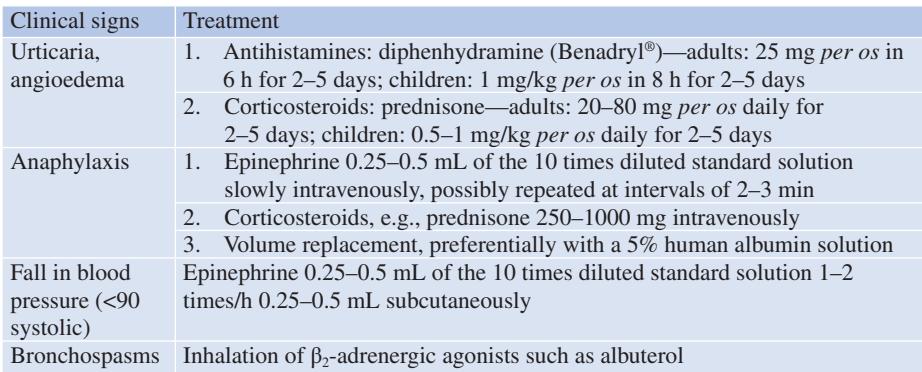 Clinical signs Treatment
Urticaria, 1. Antihistamines: diphenhydramine (Benadryl®)—adults: 25 mg per os in
angioedema 6 h for 2–5 days; children: 1 mg/kg per os in 8 h for 2–5 days
2. Corticosteroids: prednisone—adults: 20–80 mg per os daily for
2–5 days; children: 0.5–1 mg/kg per os daily for 2–5 days
Anaphylaxis 1. Epinephrine 0.25–0.5 mL of the 10 times diluted standard solution
slowly intravenously, possibly repeated at intervals of 2–3 min
2. Corticosteroids, e.g., prednisone 250–1000 mg intravenously
3. Volume replacement, preferentially with a 5% human albumin solution
Fall in blood Epinephrine 0.25–0.5 mL of the 10 times diluted standard solution 1–2
pressure (<90 times/h 0.25–0.5 mL subcutaneously
systolic)
Bronchospasms Inhalation of β₂-adrenergic agonists such as albuterol